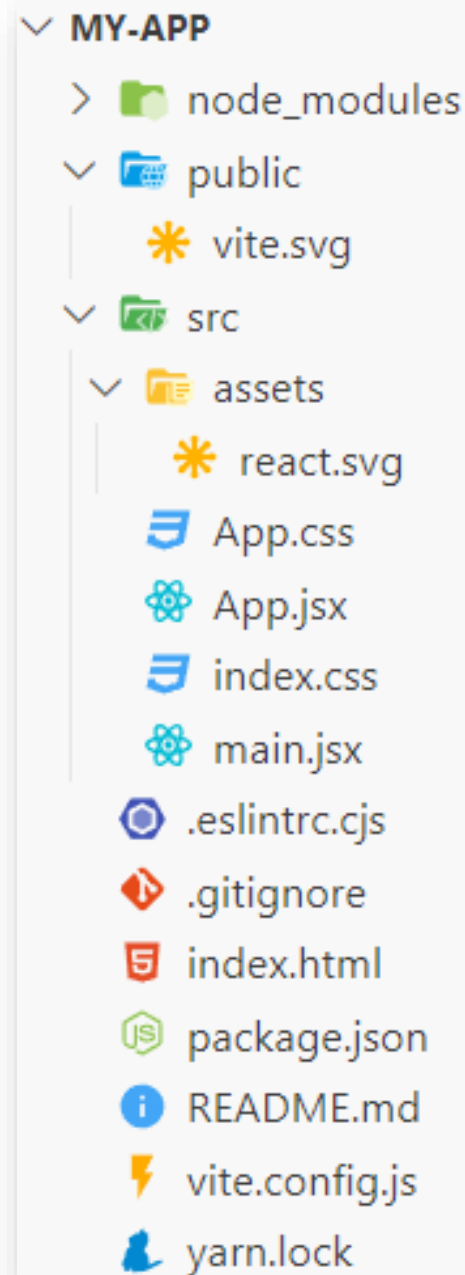 MY-APP
node_modules
public
vite.svg
src
assets
react.svg
App.css
App.jsx
index.css
main.jsx
.eslintrc.cjs
.gitignore
index.html
package.json
README.md
vite.config.js
yarn.lock